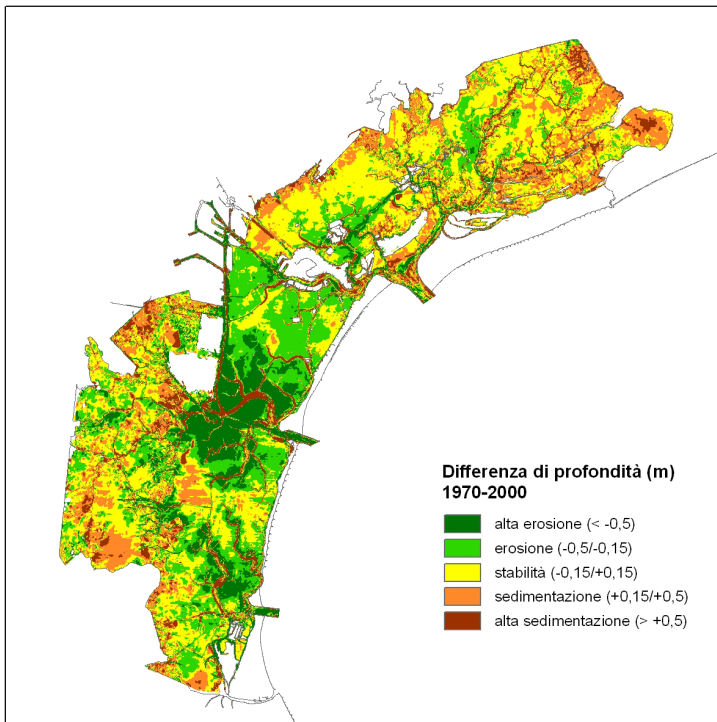 Differenza di profondità (m)
1970-2000
alta erosione (< -0,5)
erosione (-0,5/-0,15)
stabilità (-0,15/+0,15)
sedimentazione (+0,15/+0,5)
alta sedimentazione (> +0,5)